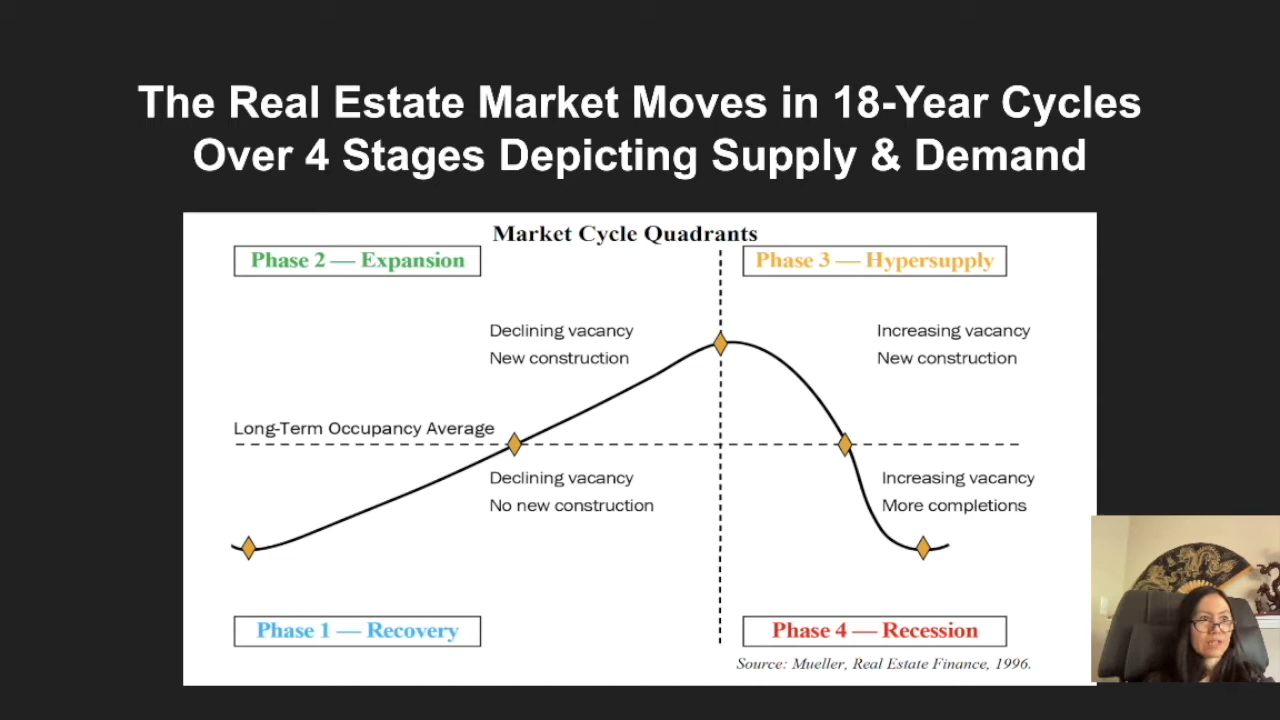 The Real Estate Market Moves in 18-Year Cycles
Over 4 Stages Depicting Supply & Demand
Market Cycle Quadrants
Phase 2 — Expansion
Phase 3 — Hypersupply
Declining vacancy
New construction
Increasing vacancy
New construction
Long-Term Occupancy Average
Declining vacancy
No new construction
Increasing vacancy
More completions
Phase 1 — Recovery
Phase 4 — Recession
Source: Mueller, Real Estate Finance, 1996.